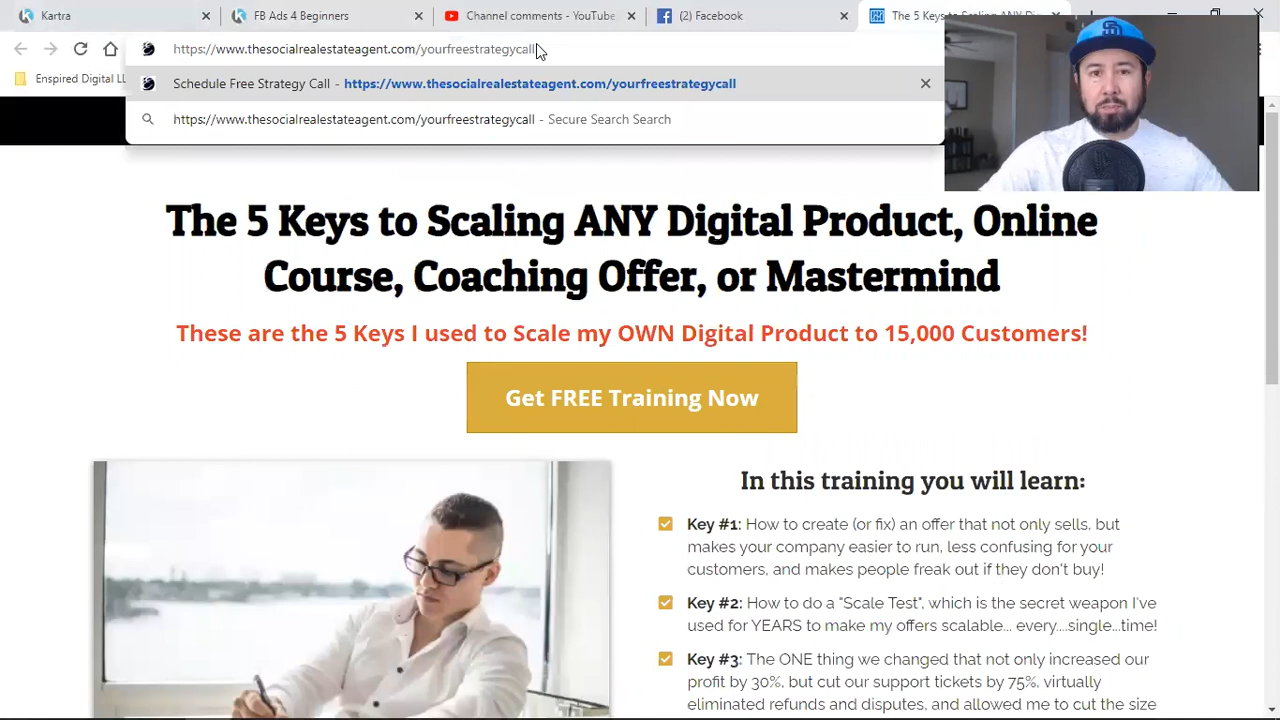 Kartra
FB Ads 4 Beginners
Channel comments - YouTube
(2) Facebook
The 5 Keys to Scaling ANY Di
https://www.thesocialrealestateagent.com/yourfreestrategycall
Enspired Digital LL
Schedule Free Strategy Call - https://www.thesocialrealestateagent.com/yourfreestrategycall
https://www.thesocialrealestateagent.com/yourfreestrategycall - Secure Search Search
The 5 Keys to Scaling ANY Digital Product, Online
Course, Coaching Offer, or Mastermind
These are the 5 Keys I used to Scale my OWN Digital Product to 15,000 Customers!
Get FREE Training Now
In this training you will learn:
Key #1: How to create (or fix) an offer that not only sells, but
makes your company easier to run, less confusing for your
customers, and makes people freak out if they don't buy!
Key #2: How to do a "Scale Test", which is the secret weapon I've
used for YEARS to make my offers scalable... every....single...time!
Key #3: The ONE thing we changed that not only increased our
profit by 30%, but cut our support tickets by 75%, virtually
eliminated refunds and disputes, and allowed me to cut the size